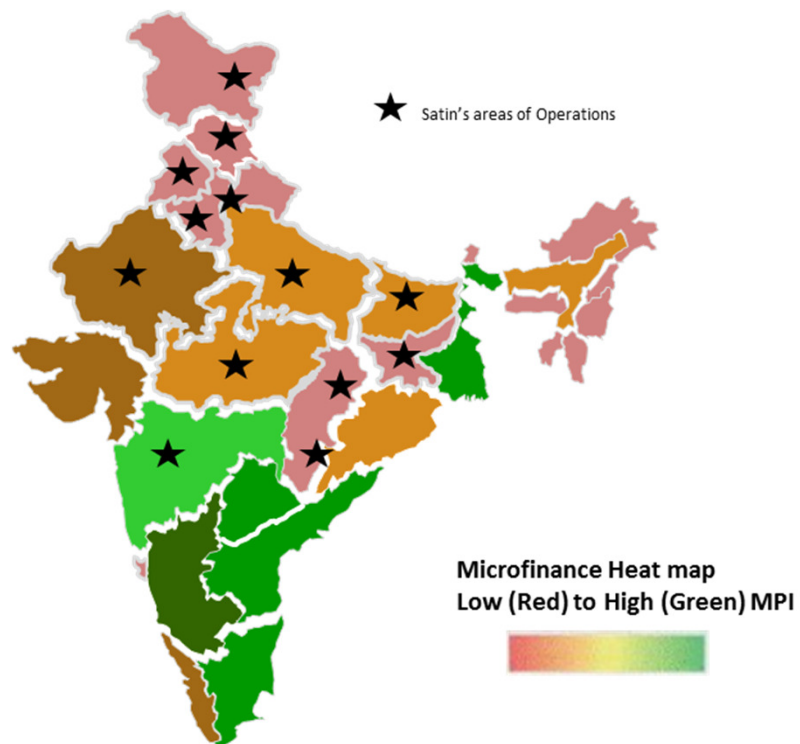 Satin's areas of Operations
Microfinance Heat map
Low (Red) to High (Green) MPI